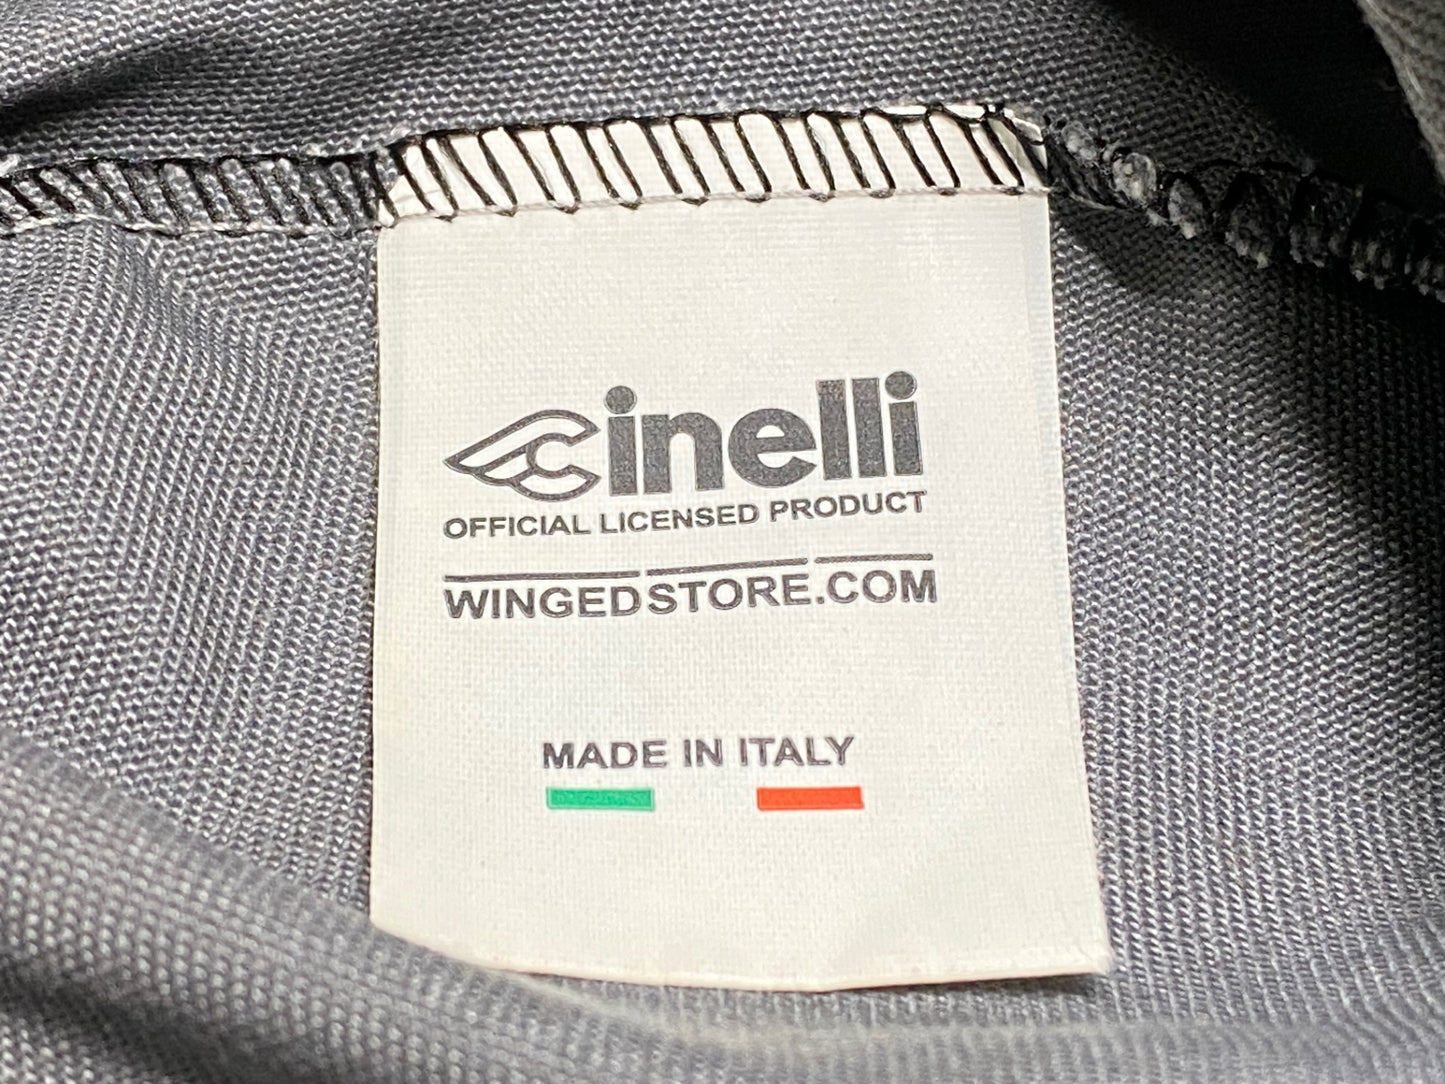 cinelli
OFFICIAL LICENSED PRODUCT
WINGEDSTORE.COM
MADE IN ITALY